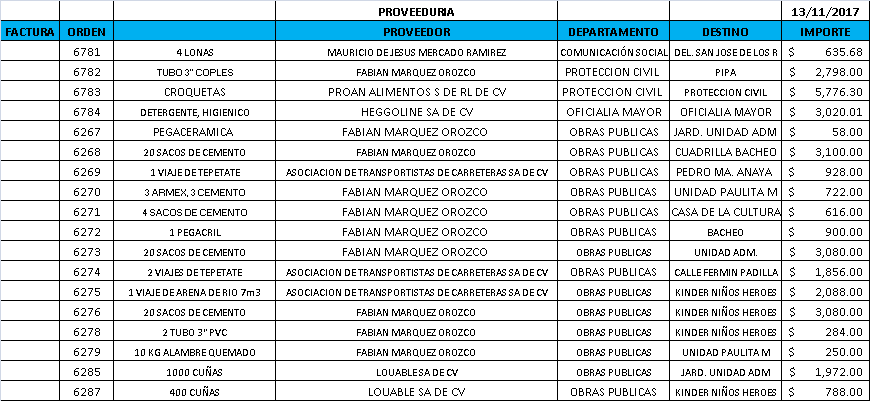 PROVEEDURIA 13/11/2017
FACTURA ORDEN PROVEEDOR DEPARTAMENTO DESTINO IMPORTE
6781 4 LONAS MAURICIO DE JESUS MERCADO RAMIREZ COMUNICACIÓN SOCIAL DEL. SAN JOSE DE LOS R $ 635.68
6782 TUBO 3" COPLES FABIAN MARQUEZ OROZCO PROTECCION CIVIL PIPA $ 2,798.00
6783 CROQUETAS PROAN ALIMENTOS S DE RL DE CV PROTECCION CIVIL PROTECCION CIVIL $ 5,776.30
6784 DETERGENTE, HIGIENICO HEGGOLINE SA DE CV OFICIALIA MAYOR OFICIALIA MAYOR $ 3,020.01
6267 PEGACERAMICA FABIAN MARQUEZ OROZCO OBRAS PUBLICAS JARD. UNIDAD ADM $ 58.00
6268 20 SACOS DE CEMENTO FABIAN MARQUEZ OROZCO OBRAS PUBLICAS CUADRILLA BACHEO $ 3,100.00
6269 1 VIAJE DE TEPETATE ASOCIACION DE TRANSPORTISTAS DE CARRETERAS SA DE CV OBRAS PUBLICAS PEDRO MA. ANAYA $ 928.00
6270 3 ARMEX, 3 CEMENTO FABIAN MARQUEZ OROZCO OBRAS PUBLICAS UNIDAD PAULITA M $ 722.00
6271 4 SACOS DE CEMENTO FABIAN MARQUEZ OROZCO OBRAS PUBLICAS CASA DE LA CULTURA $ 616.00
6272 1 PEGACRIL FABIAN MARQUEZ OROZCO OBRAS PUBLICAS BACHEO $ 900.00
6273 20 SACOS DE CEMENTO FABIAN MARQUEZ OROZCO OBRAS PUBLICAS UNIDAD ADM. $ 3,080.00
6274 2 VIAJES DE TEPETATE ASOCIACION DE TRANSPORTISTAS DE CARRETERAS SA DE CV OBRAS PUBLICAS CALLE FERMIN PADILLA $ 1,856.00
6275 1 VIAJE DE ARENA DE RIO 7m3 ASOCIACION DE TRANSPORTISTAS DE CARRETERAS SA DE CV OBRAS PUBLICAS KINDER NIÑOS HEROES $ 2,088.00
6276 20 SACOS DE CEMENTO FABIAN MARQUEZ OROZCO OBRAS PUBLICAS KINDER NIÑOS HEROES $ 3,080.00
6278 2 TUBO 3" PVC FABIAN MARQUEZ OROZCO OBRAS PUBLICAS KINDER NIÑOS HEROES $ 284.00
6279 10 KG ALAMBRE QUEMADO FABIAN MARQUEZ OROZCO OBRAS PUBLICAS UNIDAD PAULITA M $ 250.00
6285 1000 CUÑAS LOUABLE SA DE CV OBRAS PUBLICAS JARD. UNIDAD ADM $ 1,972.00
6287 400 CUÑAS LOUABLE SA DE CV OBRAS PUBLICAS KINDER NIÑOS HEROES $ 788.00